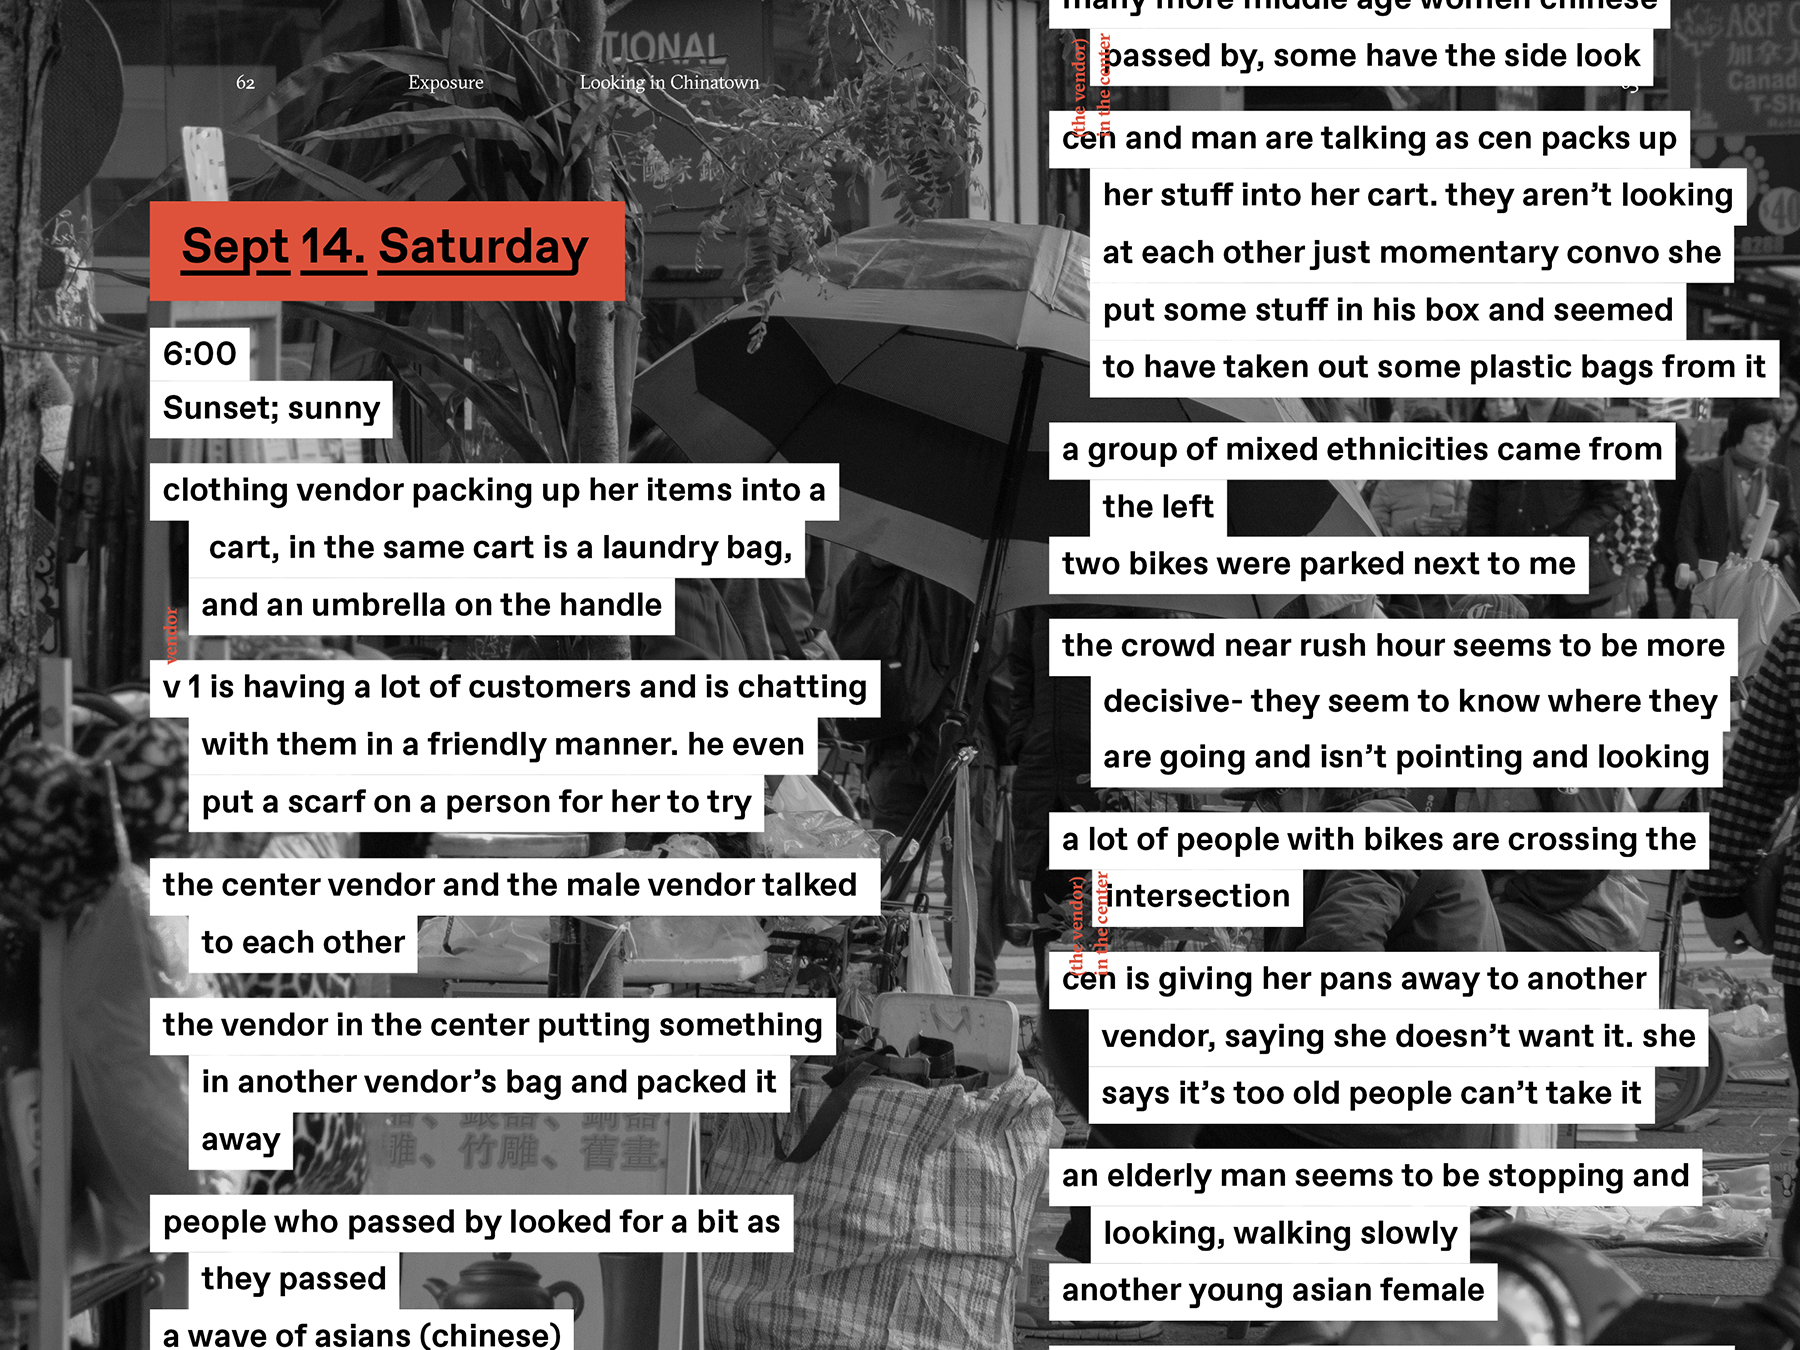 62 Exposure Looking in Chinatown
Sept 14. Saturday
6:00
Sunset; sunny
clothing vendor packing up her items into a
cart, in the same cart is a laundry bag,
and an umbrella on the handle
vendor
v 1 is having a lot of customers and is chatting
with them in a friendly manner. he even
put a scarf on a person for her to try
the center vendor and the male vendor talked
to each other
the vendor in the center putting something
in another vendor’s bag and packed it
away
people who passed by looked for a bit as
they passed
a wave of asians (chinese)
many more middle age women chinese
passed by, some have the side look
(the vendor)
in the center
cen and man are talking as cen packs up
her stuff into her cart. they aren’t looking
at each other just momentary convo she
put some stuff in his box and seemed
to have taken out some plastic bags from it
a group of mixed ethnicities came from
the left
two bikes were parked next to me
the crowd near rush hour seems to be more
decisive- they seem to know where they
are going and isn’t pointing and looking
a lot of people with bikes are crossing the
intersection
(the vendor)
in the center
cen is giving her pans away to another
vendor, saying she doesn’t want it. she
says it’s too old people can’t take it
an elderly man seems to be stopping and
looking, walking slowly
another young asian female
TIONAL
家銀
A&F
竹雕、舊畫